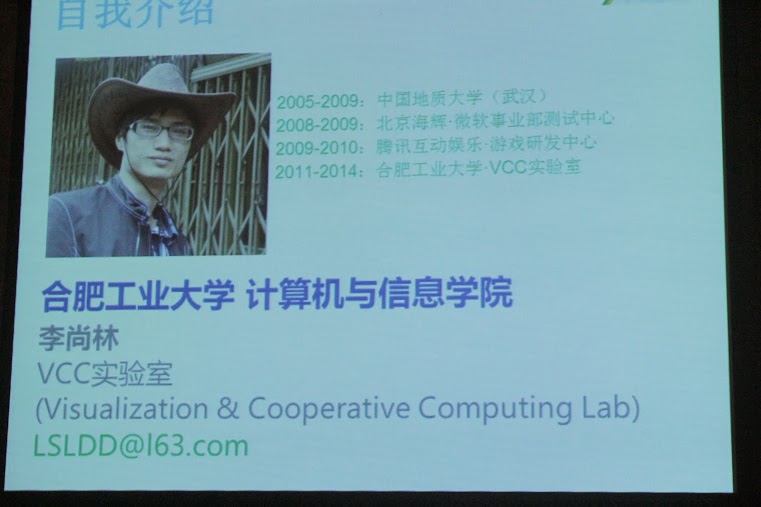 自我介绍
2005-2009：中国地质大学（武汉）
2008-2009：北京海辉·微软事业部测试中心
2009-2010：腾讯互动娱乐·游戏研发中心
2011-2014：合肥工业大学·VCC实验室
合肥工业大学 计算机与信息学院
李尚林
VCC实验室
(Visualization & Cooperative Computing Lab)
LSLDD@l63.com